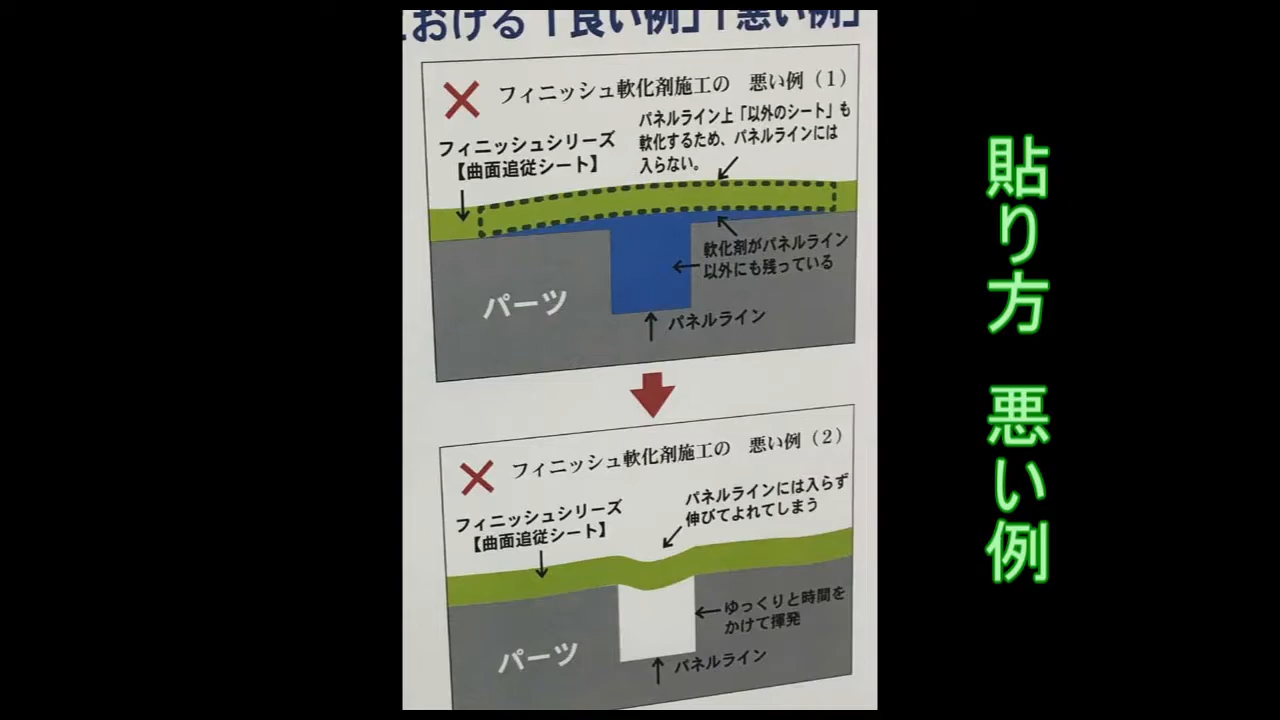 における「良い例」「悪い例」
フィニッシュ軟化剤施工の　悪い例（1）
パネルライン上「以外のシート」も
軟化するため、パネルラインには
入らない。
フィニッシュシリーズ
【曲面追従シート】
軟化剤がパネルライン
以外にも残っている
パーツ
パネルライン
フィニッシュ軟化剤施工の　悪い例（2）
パネルラインには入らず
伸びてよれてしまう
フィニッシュシリーズ
【曲面追従シート】
ゆっくりと時間を
かけて揮発
パーツ
パネルライン
貼り方　悪い例